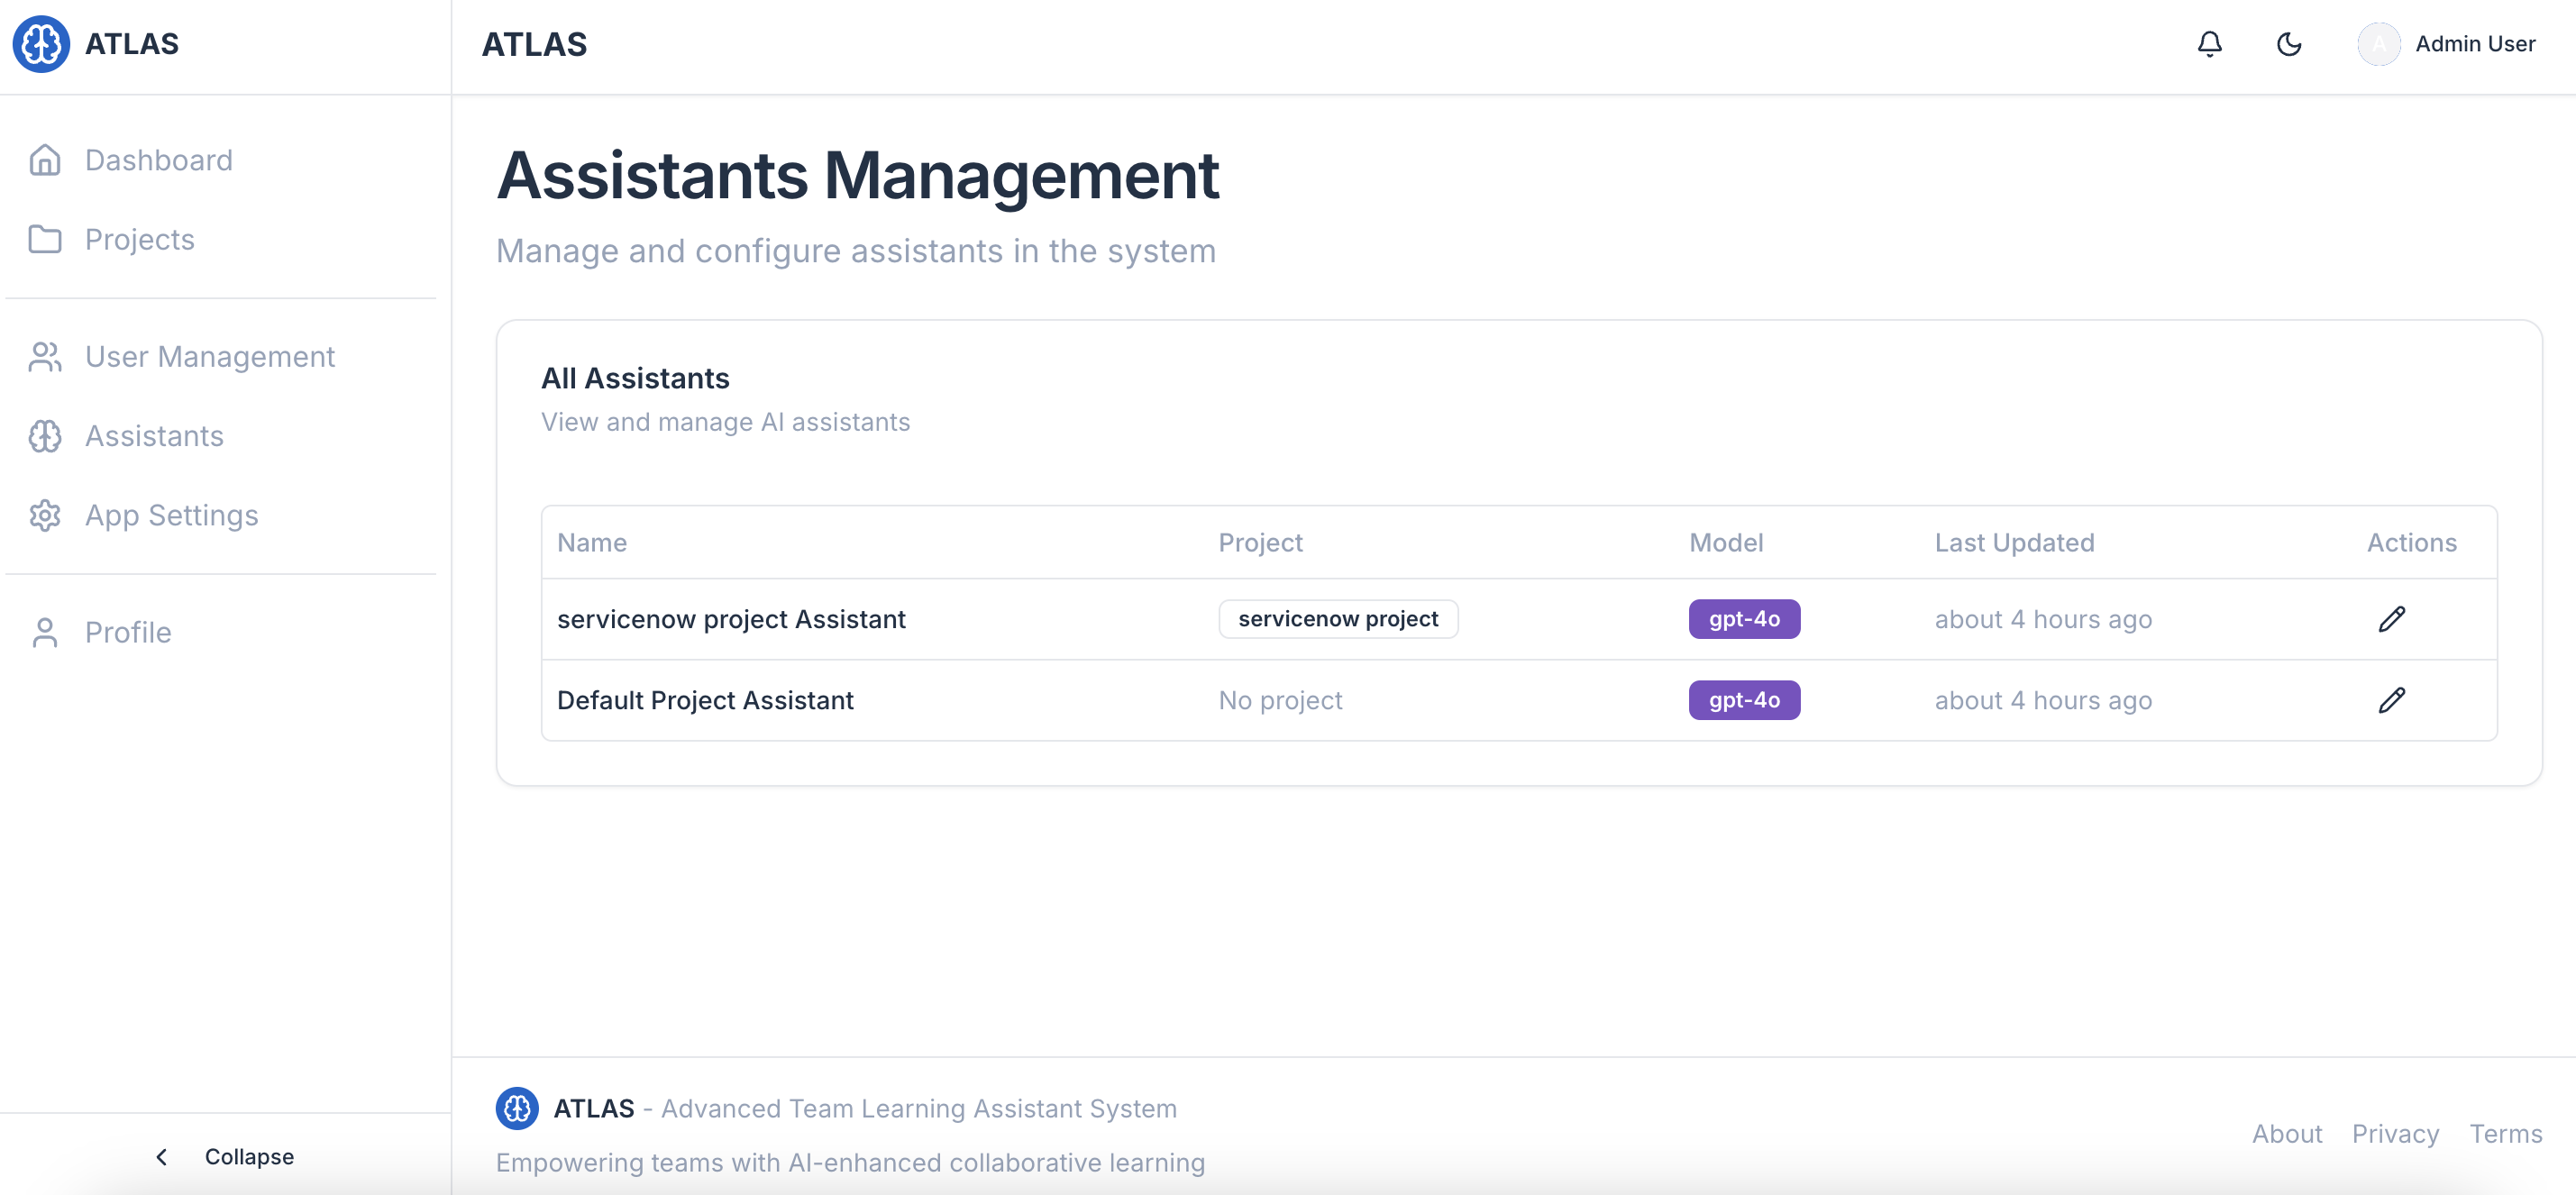 ATLAS
ATLAS
A Admin User
Dashboard
Projects
User Management
Assistants
App Settings
Profile
Collapse
Assistants Management
Manage and configure assistants in the system
All Assistants
View and manage AI assistants
Name Project Model Last Updated Actions
servicenow project Assistant servicenow project gpt-4o about 4 hours ago
Default Project Assistant No project gpt-4o about 4 hours ago
ATLAS - Advanced Team Learning Assistant System
Empowering teams with AI-enhanced collaborative learning
About Privacy Terms